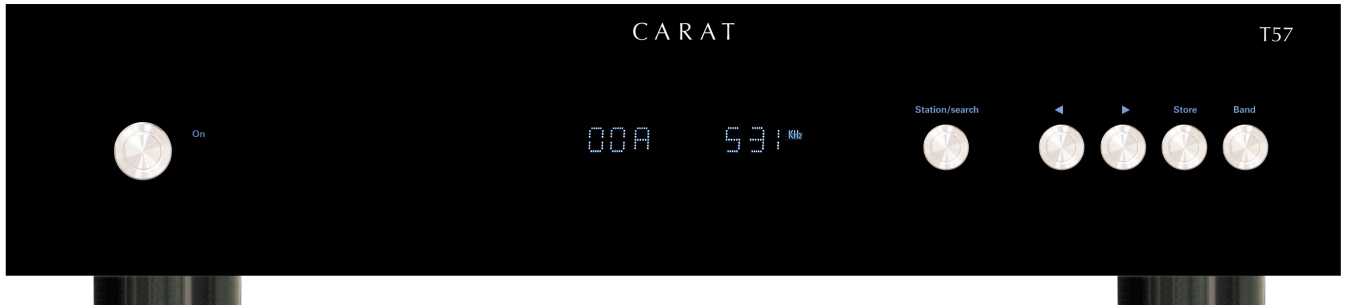 CARAT
T57
On
00A 531 KHz
Station/search
◀
▶
Store
Band